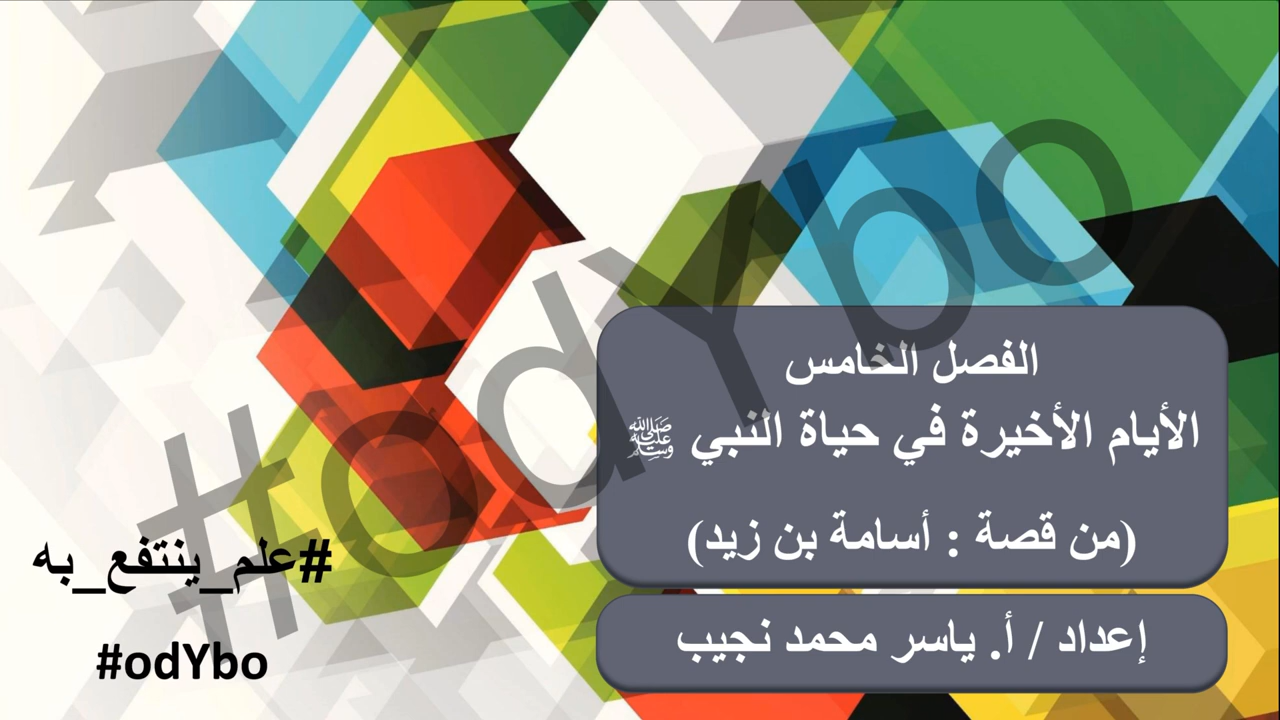 الفصل الخامس
الأيام الأخيرة في حياة النبي ﷺ
(من قصة : أسامة بن زيد)
إعداد / أ. ياسر محمد نجيب
#علم_ينتفع_به
#odYbo
#odYbo